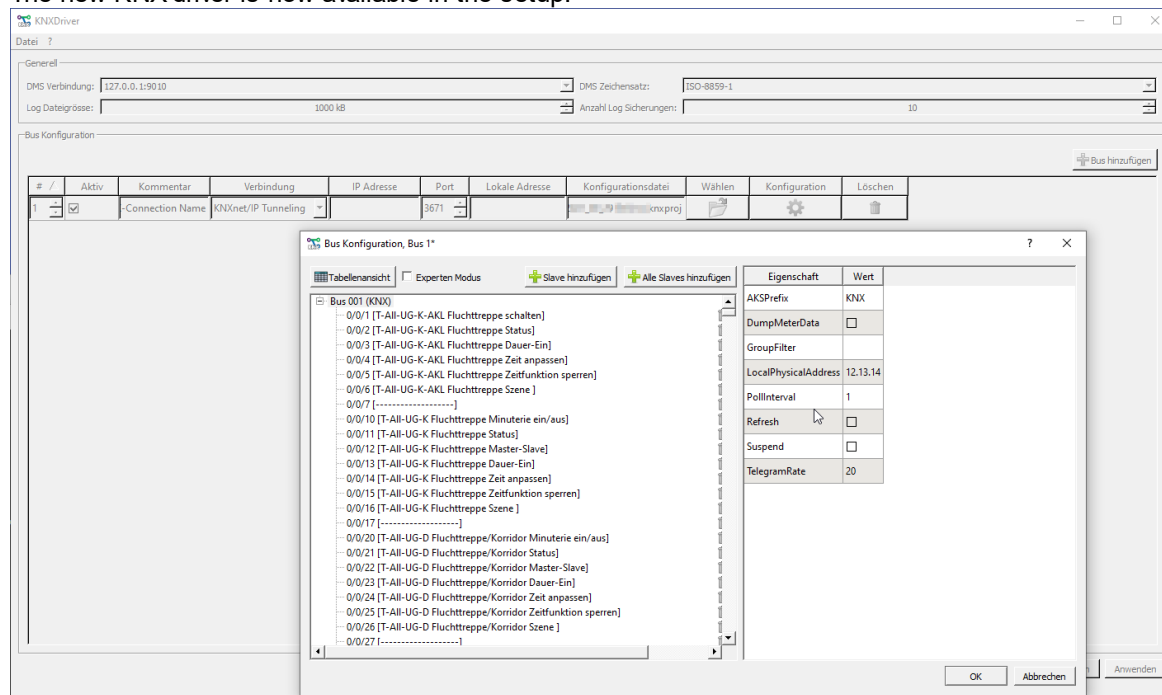 The new KNX driver is now available in the setup.
KNXDriver
Datei ?
Generell
DMS Verbindung: 127.0.0.1:9010 DMS Zeichensatz: ISO-8859-1
Log Dateigrösse: 1000 kB Anzahl Log Sicherungen: 10
Bus Konfiguration
Bus hinzufügen
# / Aktiv Kommentar Verbindung IP Adresse Port Lokale Adresse Konfigurationsdatei Wählen Konfiguration Löschen
1 -Connection Name KNXnet/IP Tunneling 3671 knxproj
Bus Konfiguration, Bus 1* ?
Tabellenansicht Experten Modus Slave hinzufügen Alle Slaves hinzufügen
Bus 001 (KNX)
0/0/1 [T-All-UG-K-AKL Fluchttreppe schalten]
0/0/2 [T-All-UG-K-AKL Fluchttreppe Status]
0/0/3 [T-All-UG-K-AKL Fluchttreppe Dauer-Ein]
0/0/4 [T-All-UG-K-AKL Fluchttreppe Zeit anpassen]
0/0/5 [T-All-UG-K-AKL Fluchttreppe Zeitfunktion sperren]
0/0/6 [T-All-UG-K-AKL Fluchttreppe Szene ]
0/0/7 [-------------------]
0/0/10 [T-All-UG-K Fluchttreppe Minuterie ein/aus]
0/0/11 [T-All-UG-K Fluchttreppe Status]
0/0/12 [T-All-UG-K Fluchttreppe Master-Slave]
0/0/13 [T-All-UG-K Fluchttreppe Dauer-Ein]
0/0/14 [T-All-UG-K Fluchttreppe Zeit anpassen]
0/0/15 [T-All-UG-K Fluchttreppe Zeitfunktion sperren]
0/0/16 [T-All-UG-K Fluchttreppe Szene ]
0/0/17 [-------------------]
0/0/20 [T-All-UG-D Fluchttreppe/Korridor Minuterie ein/aus]
0/0/21 [T-All-UG-D Fluchttreppe/Korridor Status]
0/0/22 [T-All-UG-D Fluchttreppe/Korridor Master-Slave]
0/0/23 [T-All-UG-D Fluchttreppe/Korridor Dauer-Ein]
0/0/24 [T-All-UG-D Fluchttreppe/Korridor Zeit anpassen]
0/0/25 [T-All-UG-D Fluchttreppe/Korridor Zeitfunktion sperren]
0/0/26 [T-All-UG-D Fluchttreppe/Korridor Szene ]
0/0/27 [-------------------]
Eigenschaft Wert
AKSPrefix KNX
DumpMeterData
GroupFilter
LocalPhysicalAddress 12.13.14
PollInterval 1
Refresh
Suspend
TelegramRate 20
OK Abbrechen
Anwenden